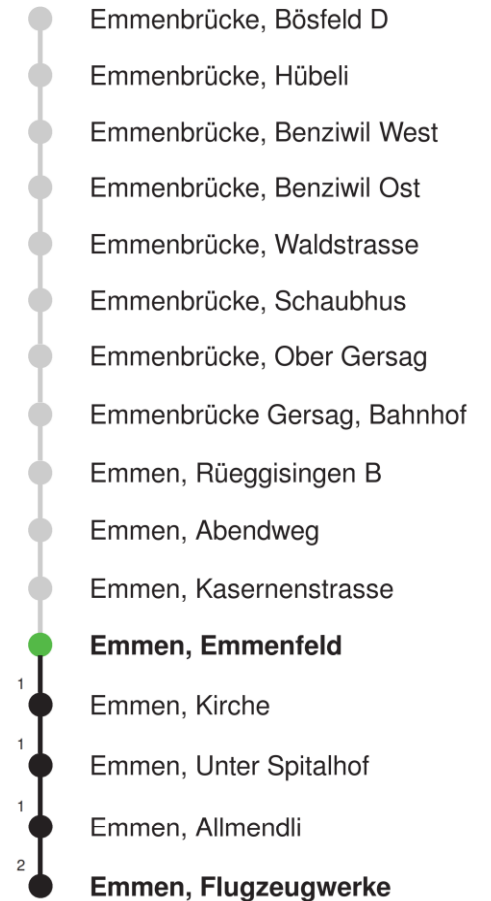 Emmenbrücke, Bösfeld D
Emmenbrücke, Hübeli
Emmenbrücke, Benziwil West
Emmenbrücke, Benziwil Ost
Emmenbrücke, Waldstrasse
Emmenbrücke, Schaubhus
Emmenbrücke, Ober Gersag
Emmenbrücke Gersag, Bahnhof
Emmen, Rüeggisingen B
Emmen, Abendweg
Emmen, Kasernenstrasse
Emmen, Emmenfeld
1 Emmen, Kirche
1 Emmen, Unter Spitalhof
1 Emmen, Allmendli
2 Emmen, Flugzeugwerke